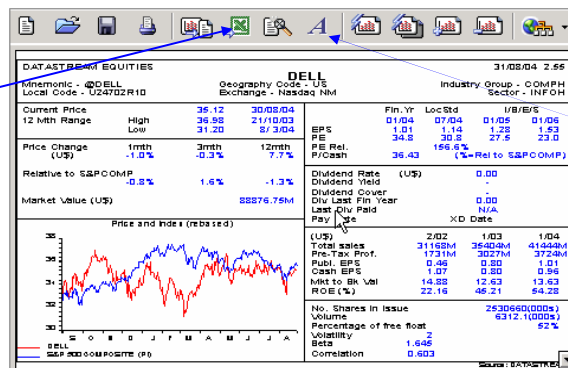 A
DATASTREAM EQUITIES
DELL
31/08/04 2.55
Mnemonic - @DELL
Geography Code - US
Industry Group - COMPH
Local Code - U24702R10
Exchange - Nasdaq NM
Sector - INFOH
Current Price 35.12 30/08/04
12 Mth Range High 36.98 21/10/03
Low 31.20 8/ 3/04
Price Change 1mth 3mth 12mth
(U$) -1.0% -0.3% 7.7%
Relative to S&PCOMP
-0.8% 1.6% -1.3%
Market Value (U$) 88876.75M
Fin.Yr LocStd I/B/E/S
01/04 07/04 01/05 01/06
EPS 1.01 1.14 1.28 1.53
PE 34.8 30.8 27.5 23.0
PE Rel. 156.6%
P/Cash 36.43 (%=Rel to S&PCOMP)
Dividend Rate (U$) 0.00
Dividend Yield -
Dividend Cover -
Div Last Fin Year 0.00
Last Div Paid N/A
Pay XD Date
(U$) 2/02 1/03 1/04
Total sales 31168M 35404M 41444M
Pre-Tax Prof. 1731M 3027M 3724M
Publ. EPS 0.46 0.80 1.01
Cash EPS 1.07 0.80 0.96
Mkt to Bk Val 14.88 12.63 13.63
ROE (%) 22.16 45.21 54.28
No. Shares in Issue 2530660(000s)
Volume 6312.1(000s)
Percentage of free float 52%
Volatility 2
Beta 1.645
Correlation 0.603
Price and Index (rebased)
38
36
34
32
30
S O N D J F M A M J J A
DELL
S&P 500 COMPOSITE (PI)
Source: DATASTREA